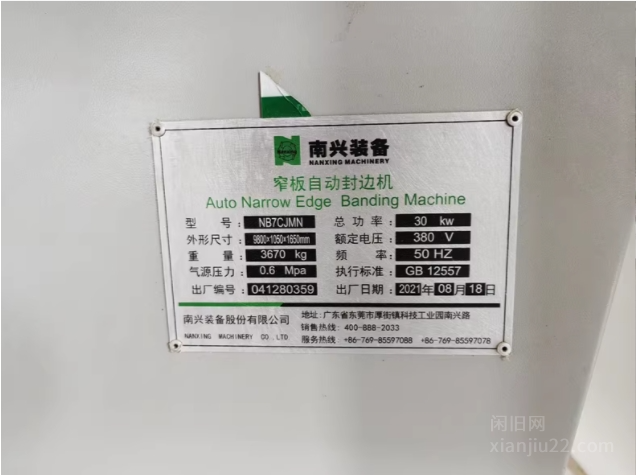 南兴装备
NANXING MACHINERY
窄板自动封边机
Auto Narrow Edge Banding Machine
型 号: NB7CJMN 总 功 率: 30 kw
外形尺寸: 9800×1050×1650mm 额定电压: 380 V
重 量: 3670 kg 频 率: 50 HZ
气源压力: 0.6 Mpa 执行标准: GB 12557
出厂编号: 041280359 出厂日期: 2021年08月18日
南兴装备股份有限公司 地址: 广东省东莞市厚街镇科技工业园南兴路
NANXING MACHINERY CO LTD 销售热线: 400-888-2033
服务热线: +86-769-85597088 +86-769-85597078
闲旧网
xianjiu22.com